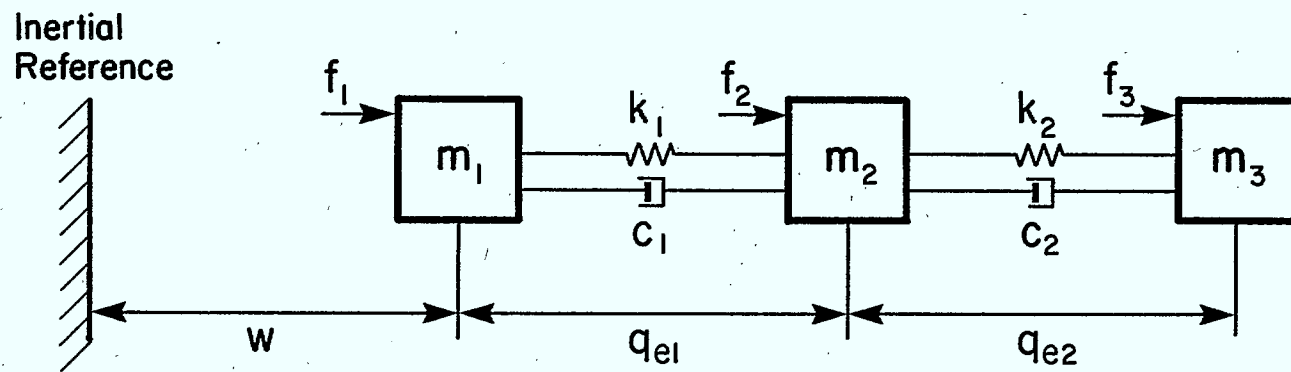 Inertial
Reference
f₁
f₂
f₃
k₁
k₂
m₁
m₂
m₃
c₁
c₂
w
qₑ₁
qₑ₂